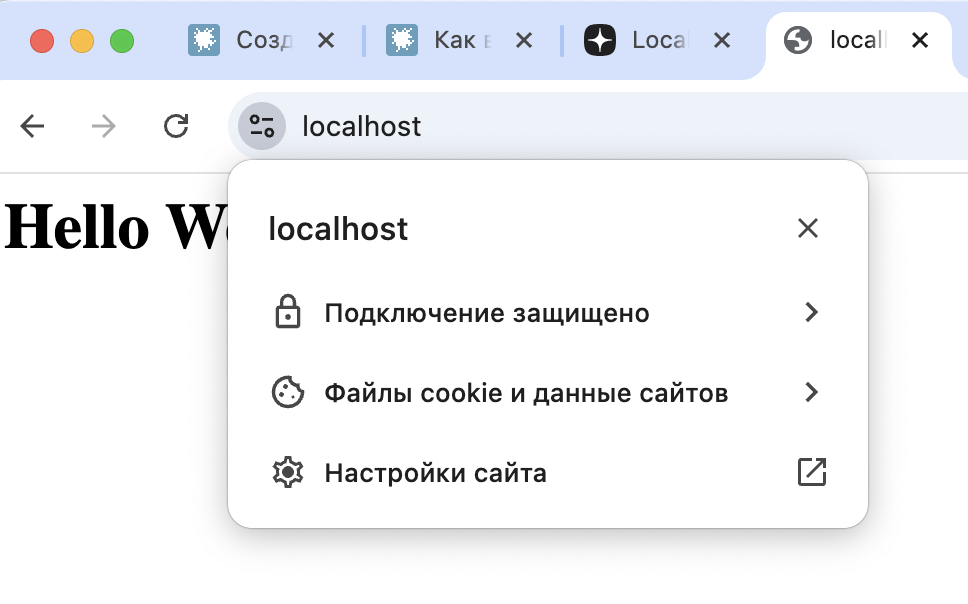 Созд
Как в
Local
locall
localhost
Hello W
localhost
Подключение защищено
Файлы cookie и данные сайтов
Настройки сайта